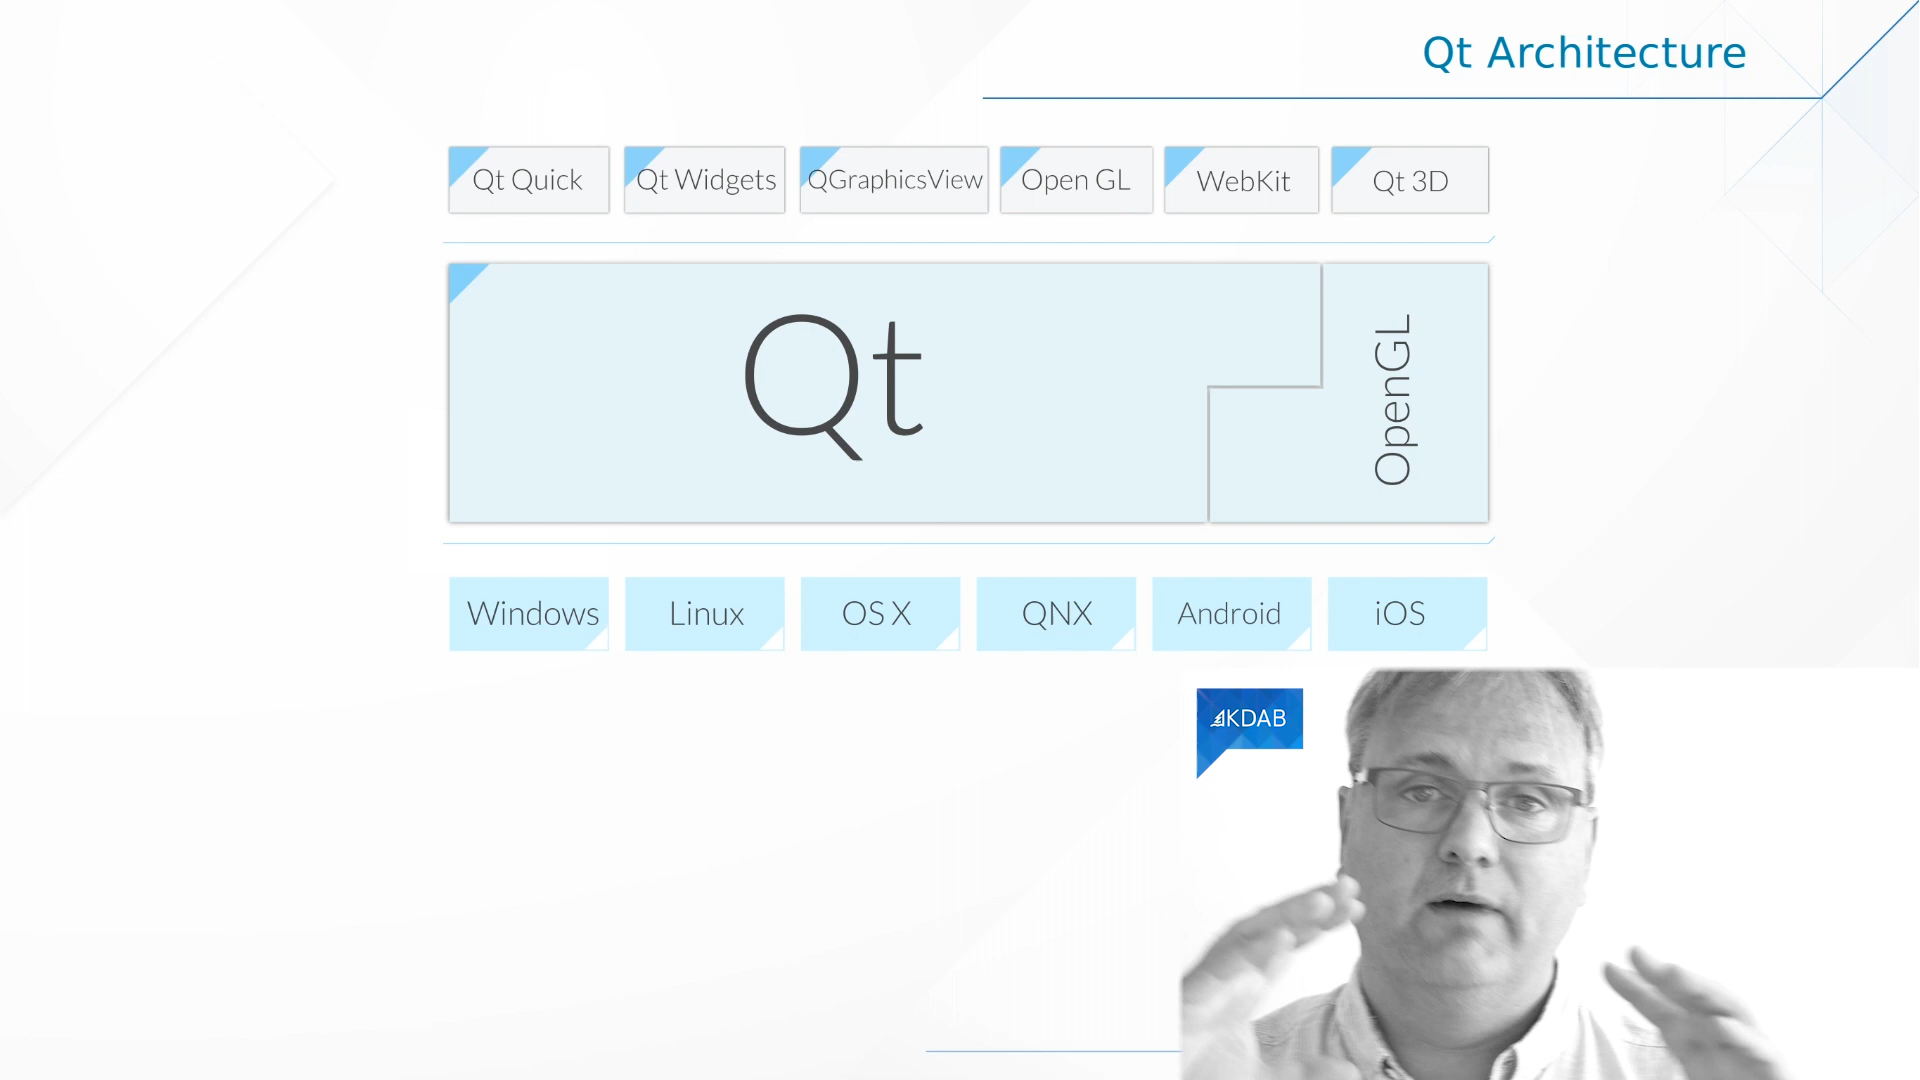 Qt Architecture
Qt Quick
Qt Widgets
QGraphicsView
Open GL
WebKit
Qt 3D
Qt
OpenGL
Windows
Linux
OS X
QNX
Android
iOS
KDAB